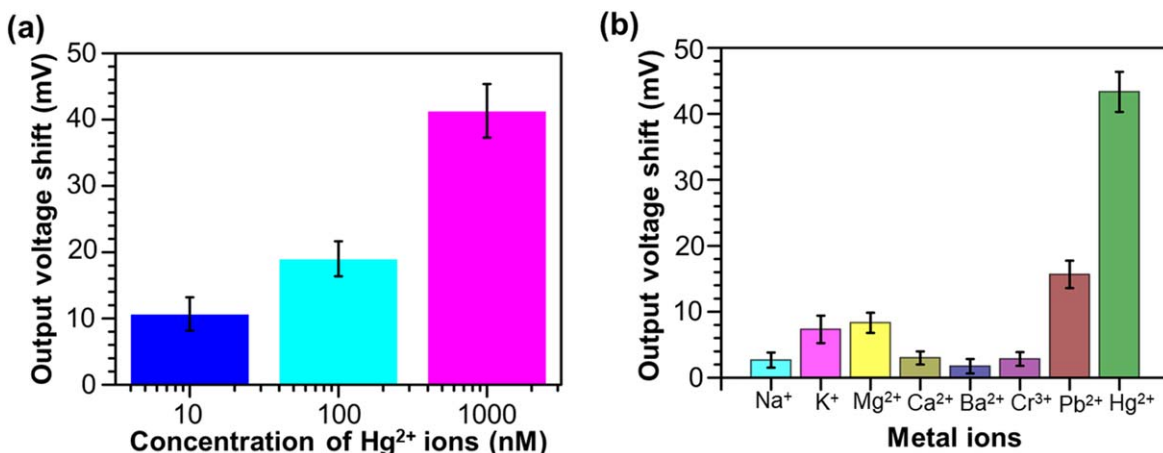 (a)
Output voltage shift (mV)
50
40
30
20
10
0
10
100
1000
Concentration of Hg²⁺ ions (nM)
(b)
Output voltage shift (mV)
50
40
30
20
10
0
Na⁺ K⁺ Mg²⁺ Ca²⁺ Ba²⁺ Cr³⁺ Pb²⁺ Hg²⁺
Metal ions